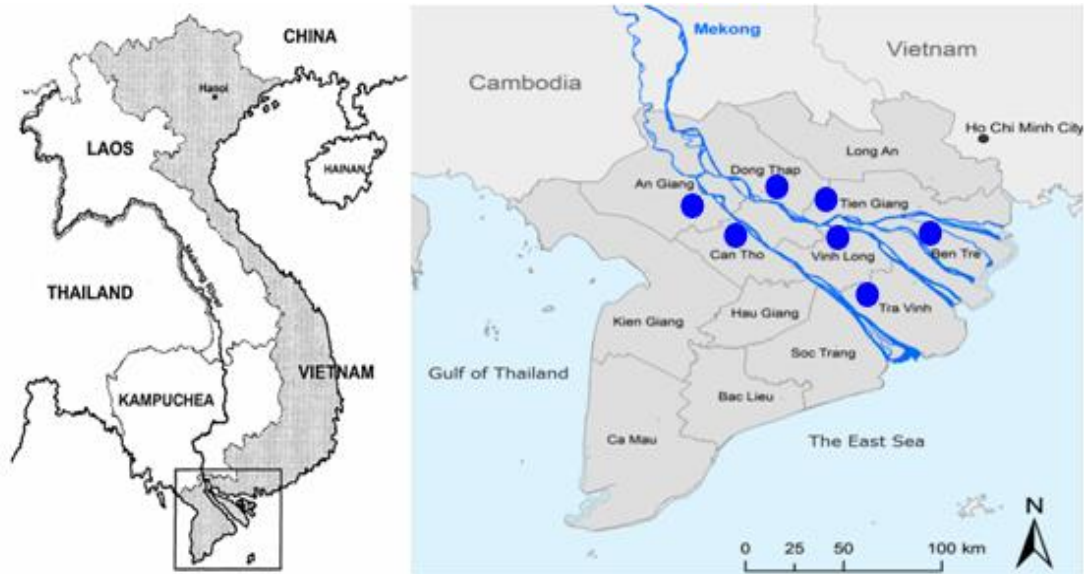 CHINA
Hanoi
LAOS
HAINAN
Mekong River
THAILAND
VIETNAM
KAMPUCHEA
Mekong
Vietnam
Cambodia
Ho Chi Minh City
Long An
Dong Thap
An Giang
Tien Giang
Can Tho
Vinh Long
Ben Tre
Tra Vinh
Hau Giang
Kien Giang
Soc Trang
Gulf of Thailand
Bac Lieu
Ca Mau
The East Sea
N
0 25 50 100 km